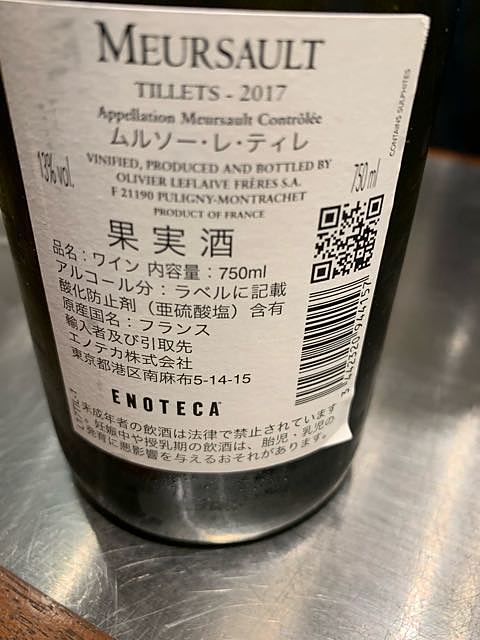 MEURSAULT
TILLETS - 2017
Appellation Meursault Contrôlée
ムルソー・レ・ティレ
13% vol.
VINIFIED, PRODUCED AND BOTTLED BY
OLIVIER LEFLAIVE FRÈRES S.A.
F 21190 PULIGNY-MONTRACHET
PRODUCT OF FRANCE
750 ml
CONTAINS SULPHITES
果実酒
品名：ワイン 内容量：750ml
アルコール分：ラベルに記載
酸化防止剤（亜硫酸塩）含有
原産国名：フランス
輸入者及び引取先
エノテカ株式会社
東京都港区南麻布5-14-15
ENOTECA
3 442320 944157
未成年者の飲酒は法律で禁止されています
妊娠中や授乳期の飲酒は、胎児・乳児の
発育に悪影響を与えるおそれがあります。